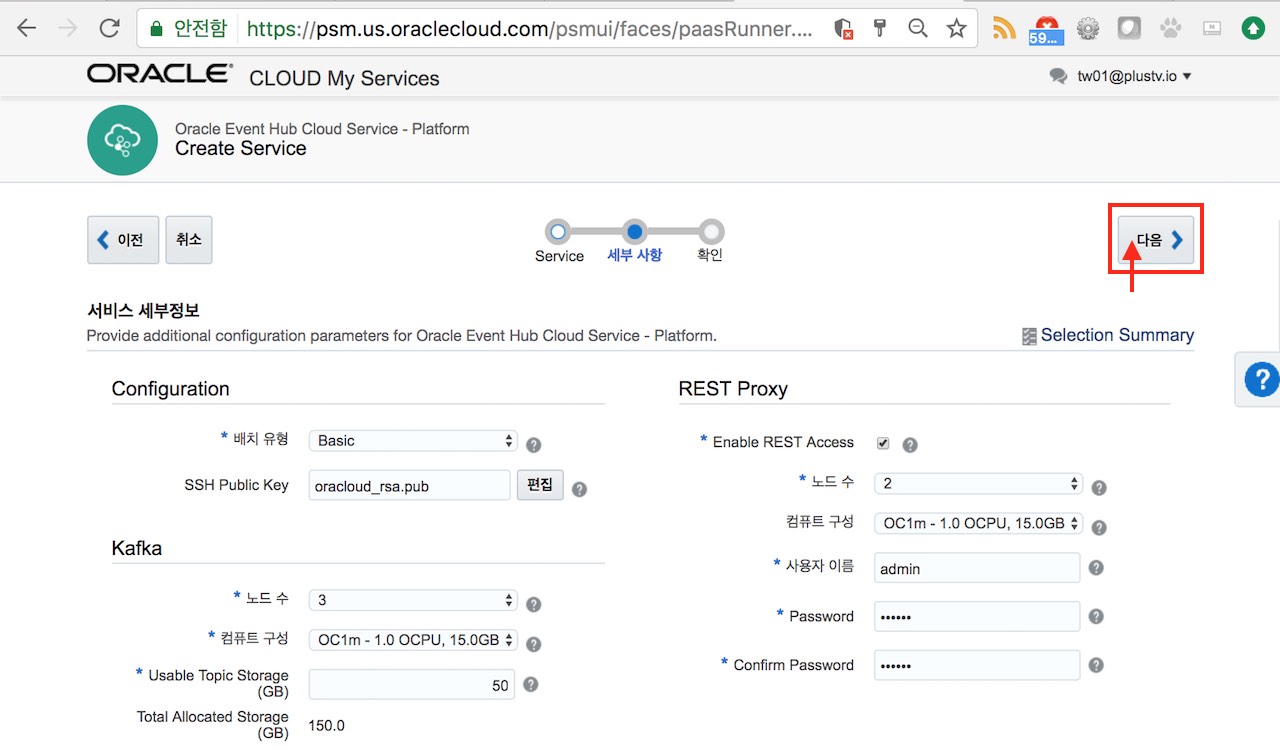 안전함 https://psm.us.oraclecloud.com/psmui/faces/paasRunner....
59...
ORACLE CLOUD My Services
tw01@plustv.io
Oracle Event Hub Cloud Service - Platform
Create Service
이전
취소
Service
세부 사항
확인
다음
서비스 세부정보
Provide additional configuration parameters for Oracle Event Hub Cloud Service - Platform.
Selection Summary
Configuration
* 배치 유형 Basic
SSH Public Key oracloud_rsa.pub 편집
Kafka
* 노드 수 3
* 컴퓨트 구성 OC1m - 1.0 OCPU, 15.0GB
* Usable Topic Storage
(GB)
50
Total Allocated Storage
(GB)
150.0
REST Proxy
* Enable REST Access
* 노드 수 2
컴퓨트 구성 OC1m - 1.0 OCPU, 15.0GB
* 사용자 이름 admin
* Password ••••••
* Confirm Password ••••••